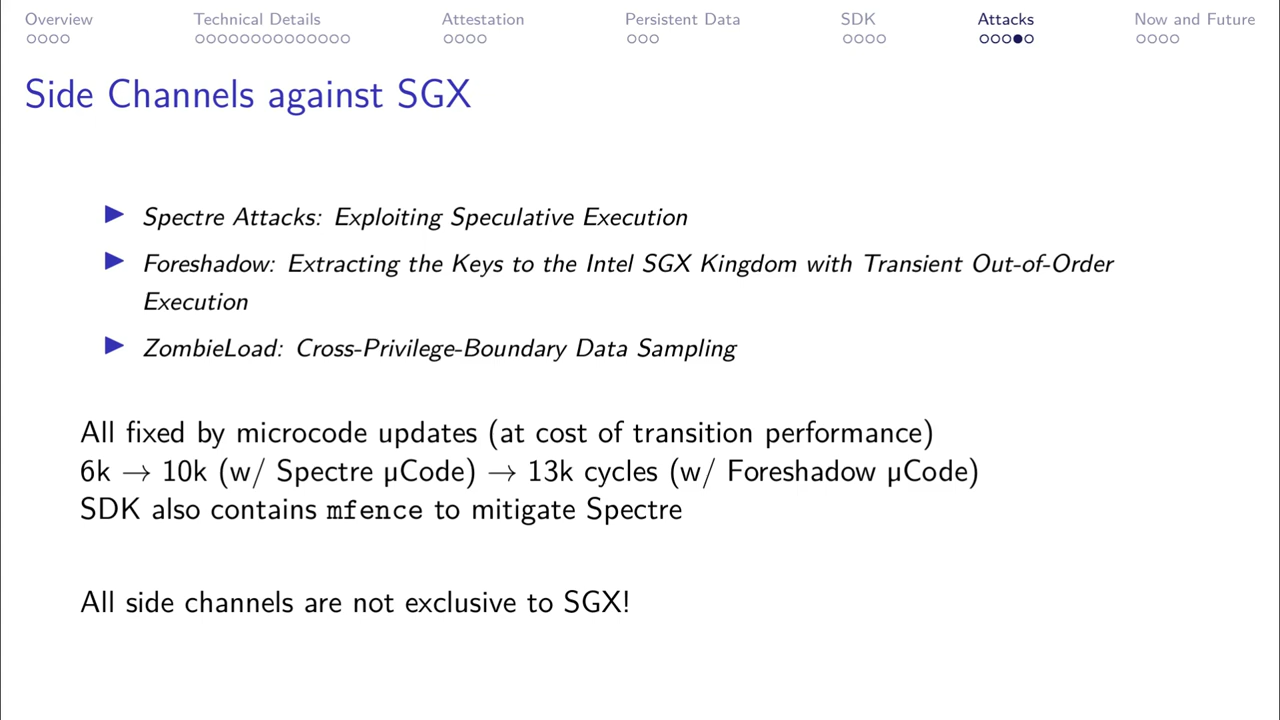 Overview Technical Details Attestation Persistent Data SDK Attacks Now and Future
Side Channels against SGX
Spectre Attacks: Exploiting Speculative Execution
Foreshadow: Extracting the Keys to the Intel SGX Kingdom with Transient Out-of-Order
Execution
ZombieLoad: Cross-Privilege-Boundary Data Sampling
All fixed by microcode updates (at cost of transition performance)
6k → 10k (w/ Spectre µCode) → 13k cycles (w/ Foreshadow µCode)
SDK also contains mfence to mitigate Spectre
All side channels are not exclusive to SGX!